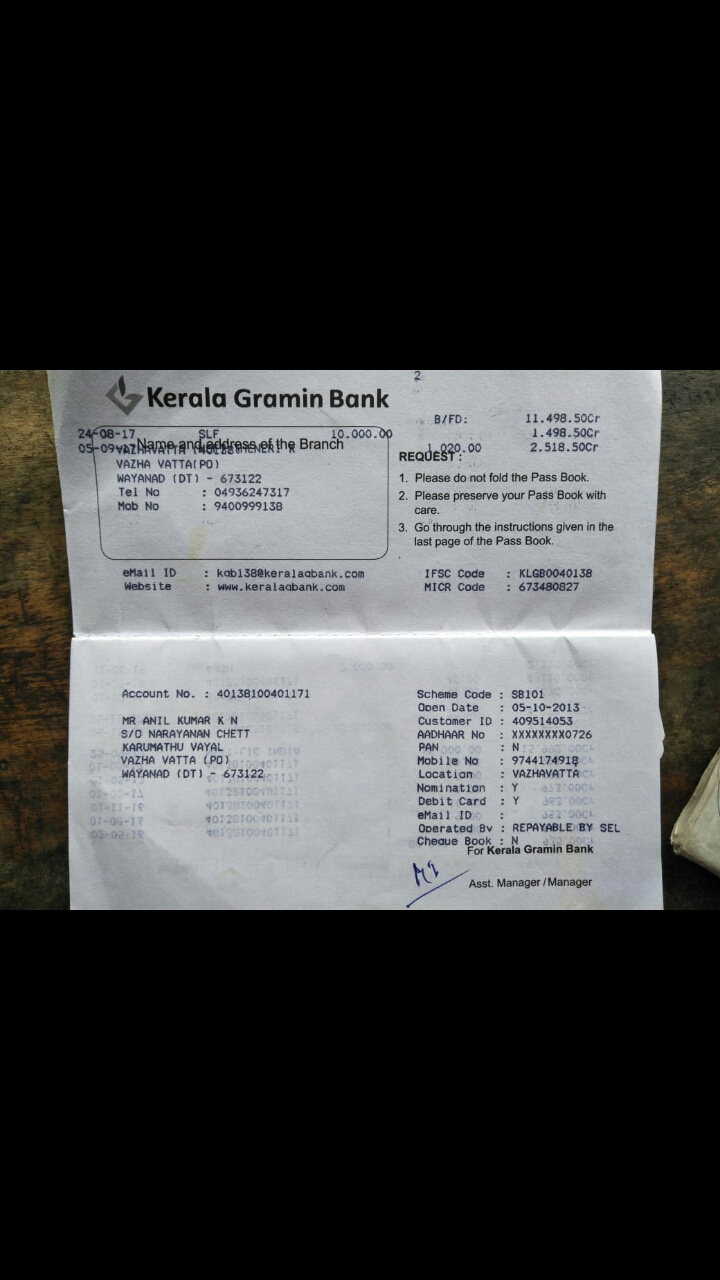 2
Kerala Gramin Bank
B/FD: 11.498.50Cr
24-08-17 SLF 10.000.00 1.498.50Cr
05-09 1.020.00 2.518.50Cr
Name and address of the Branch
VAZHAVATTA
VAZHA VATTA(PO)
WAYANAD (DT) - 673122
Tel No : 04936247317
Mob No : 9400999138
REQUEST :
1. Please do not fold the Pass Book.
2. Please preserve your Pass Book with
care.
3. Go through the instructions given in the
last page of the Pass Book.
eMail ID : kgb138@keralagbank.com
Website : www.keralagbank.com
IFSC Code : KLGB0040138
MICR Code : 673480827
Account No. : 40138100401171
MR ANIL KUMAR K N
S/O NARAYANAN CHETT
KARUMATHU VAYAL
VAZHA VATTA (PO)
WAYANAD (DT) - 673122
Scheme Code : SB101
Open Date : 05-10-2013
Customer ID : 409514053
AADHAAR No : XXXXXXXX0726
PAN : N
Mobile No : 9744174918
Location : VAZHAVATTA
Nomination : Y
Debit Card : Y
eMail ID :
Operated By : REPAYABLE BY SEL
Cheque Book : N
For Kerala Gramin Bank
Asst. Manager / Manager